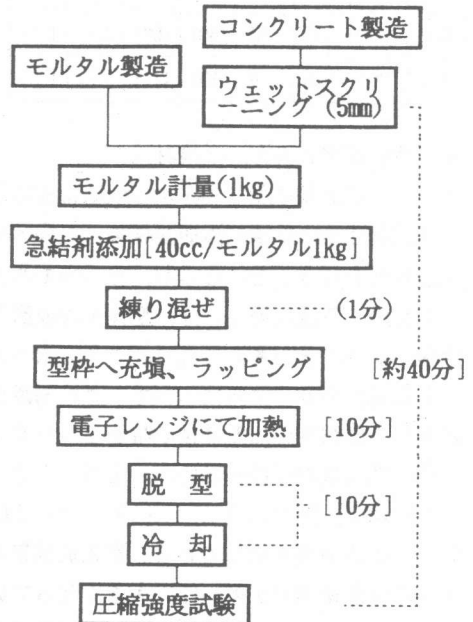 コンクリート製造
モルタル製造
ウェットスクリ
ーニング（5mm）
モルタル計量(1kg)
急結剤添加[40cc/モルタル1kg]
練り混ぜ
(1分)
型枠へ充填、ラッピング
[約40分]
電子レンジにて加熱
[10分]
脱　型
[10分]
冷　却
圧縮強度試験